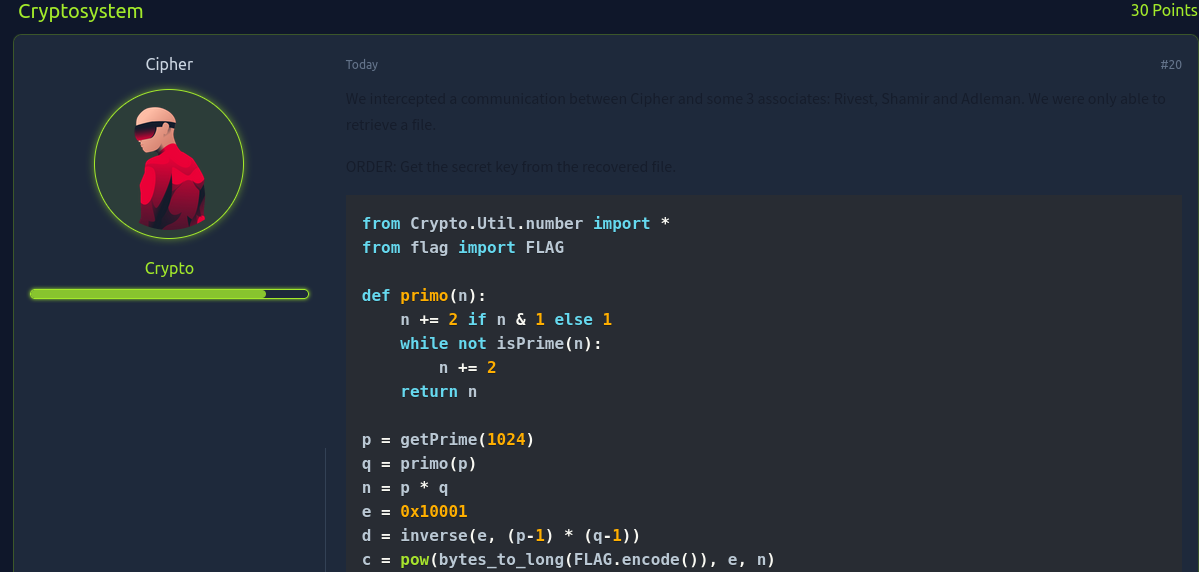 Cryptosystem
30 Points
Cipher
Crypto
Today
#20
We intercepted a communication between Cipher and some 3 associates: Rivest, Shamir and Adleman. We were only able to
retrieve a file.
ORDER: Get the secret key from the recovered file.
from Crypto.Util.number import *
from flag import FLAG
def primo(n):
    n += 2 if n & 1 else 1
    while not isPrime(n):
        n += 2
    return n
p = getPrime(1024)
q = primo(p)
n = p * q
e = 0x10001
d = inverse(e, (p-1) * (q-1))
c = pow(bytes_to_long(FLAG.encode()), e, n)